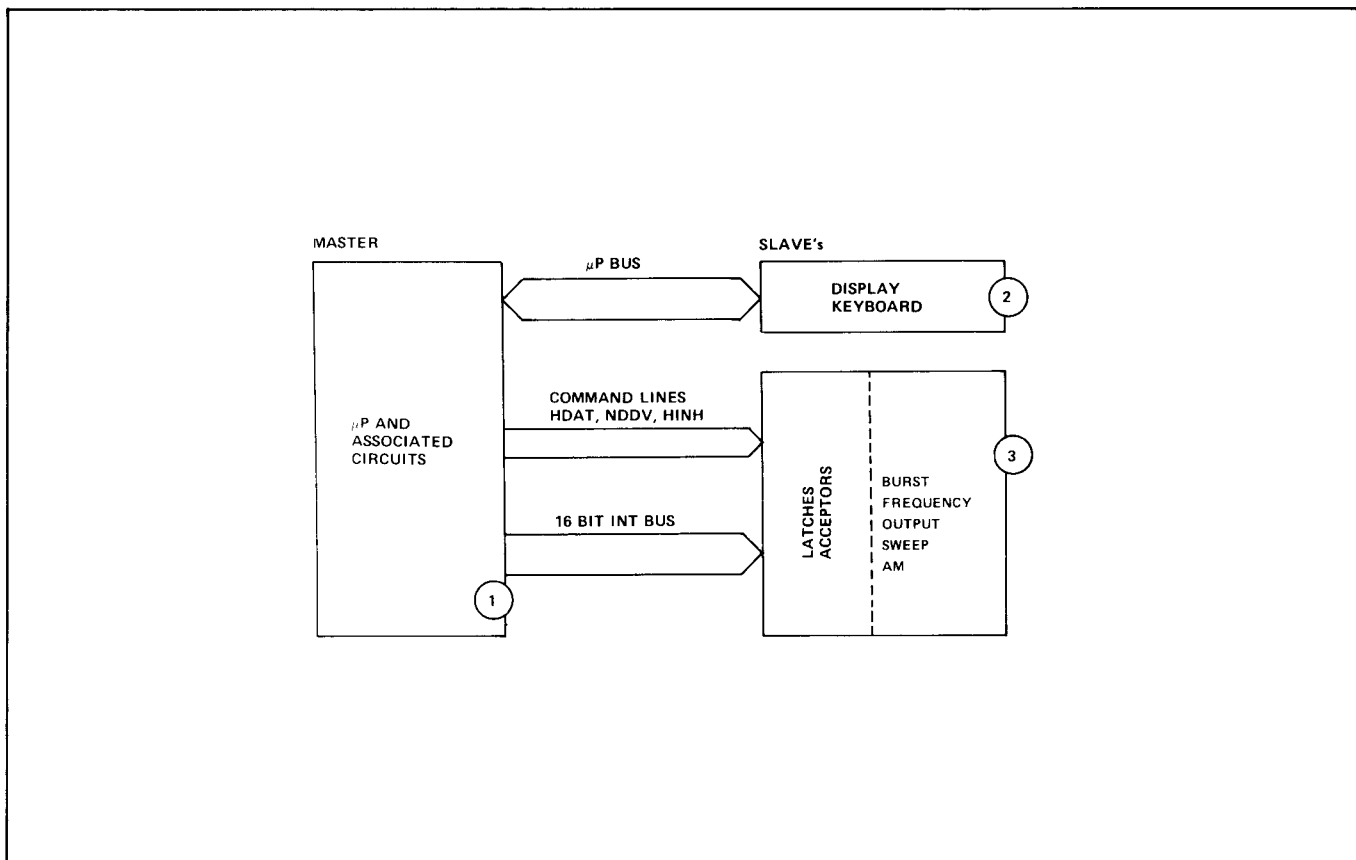 MASTER
SLAVE's
µP BUS
DISPLAY
KEYBOARD
2
COMMAND LINES
HDAT, NDDV, HINH
µP AND
ASSOCIATED
CIRCUITS
3
LATCHES
ACCEPTORS
BURST
FREQUENCY
OUTPUT
SWEEP
AM
16 BIT INT BUS
1